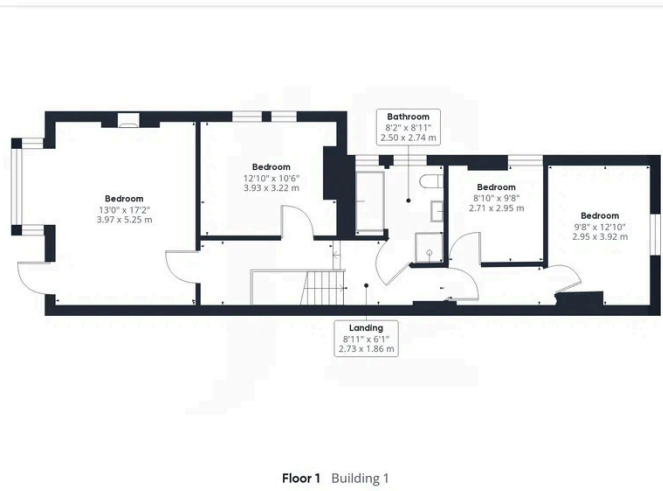 Bathroom
8'2" x 8'11"
2.50 x 2.74 m
Bedroom
13'0" x 17'2"
3.97 x 5.25 m
Bedroom
12'10" x 10'6"
3.93 x 3.22 m
Bedroom
8'10" x 9'8"
2.71 x 2.95 m
Bedroom
9'8" x 12'10"
2.95 x 3.92 m
Landing
8'11" x 6'1"
2.73 x 1.86 m
Floor 1 Building 1